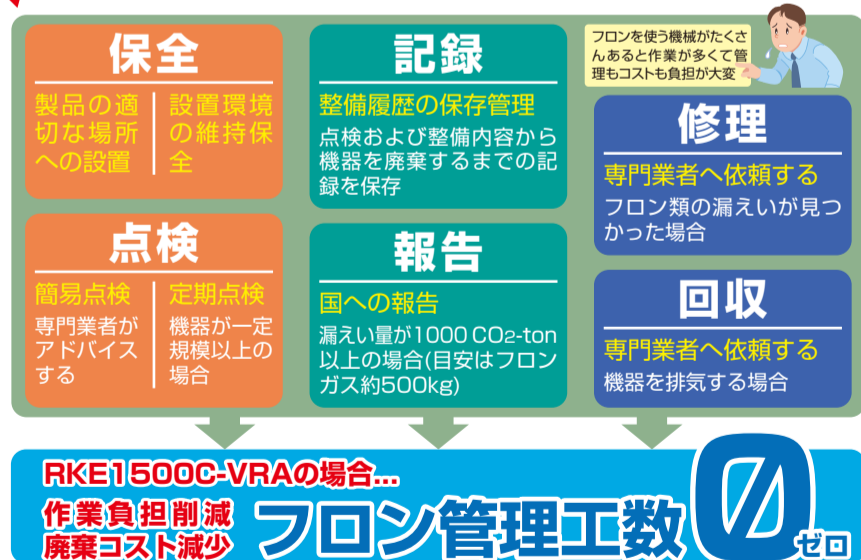 保全
製品の適
切な場所
への設置
設置環境
の維持保
全
記録
整備履歴の保存管理
点検および整備内容から
機器を廃棄するまでの記
録を保存
フロンを使う機械がたくさ
んあると作業が多くて管
理もコストも負担が大変
修理
専門業者へ依頼する
フロン類の漏えいが見つ
かった場合
点検
簡易点検
専門業者が
アドバイス
する
定期点検
機器が一定
規模以上の
場合
報告
国への報告
漏えい量が1000 CO2-ton
以上の場合(目安はフロン
ガス約500kg)
回収
専門業者へ依頼する
機器を排気する場合
RKE1500C-VRAの場合...
作業負担削減
廃棄コスト減少
フロン管理工数0
ゼロ